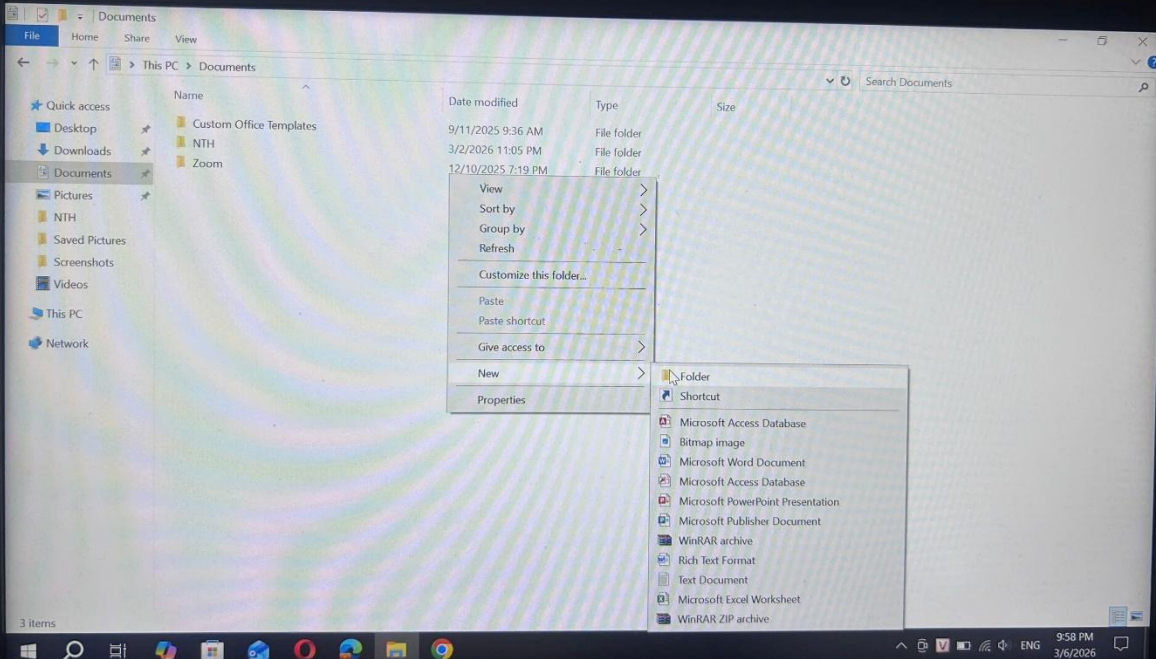 Documents
File Home Share View
This PC > Documents
Search Documents
Name Date modified Type Size
Quick access
Desktop
Downloads
Documents
Pictures
NTH
Saved Pictures
Screenshots
Videos
This PC
Network
Custom Office Templates 9/11/2025 9:36 AM File folder
NTH 3/2/2026 11:05 PM File folder
Zoom 12/10/2025 7:19 PM File folder
View
Sort by
Group by
Refresh
Customize this folder...
Paste
Paste shortcut
Give access to
New
Properties
Folder
Shortcut
Microsoft Access Database
Bitmap image
Microsoft Word Document
Microsoft Access Database
Microsoft PowerPoint Presentation
Microsoft Publisher Document
WinRAR archive
Rich Text Format
Text Document
Microsoft Excel Worksheet
WinRAR ZIP archive
3 items
ENG
9:58 PM
3/6/2026